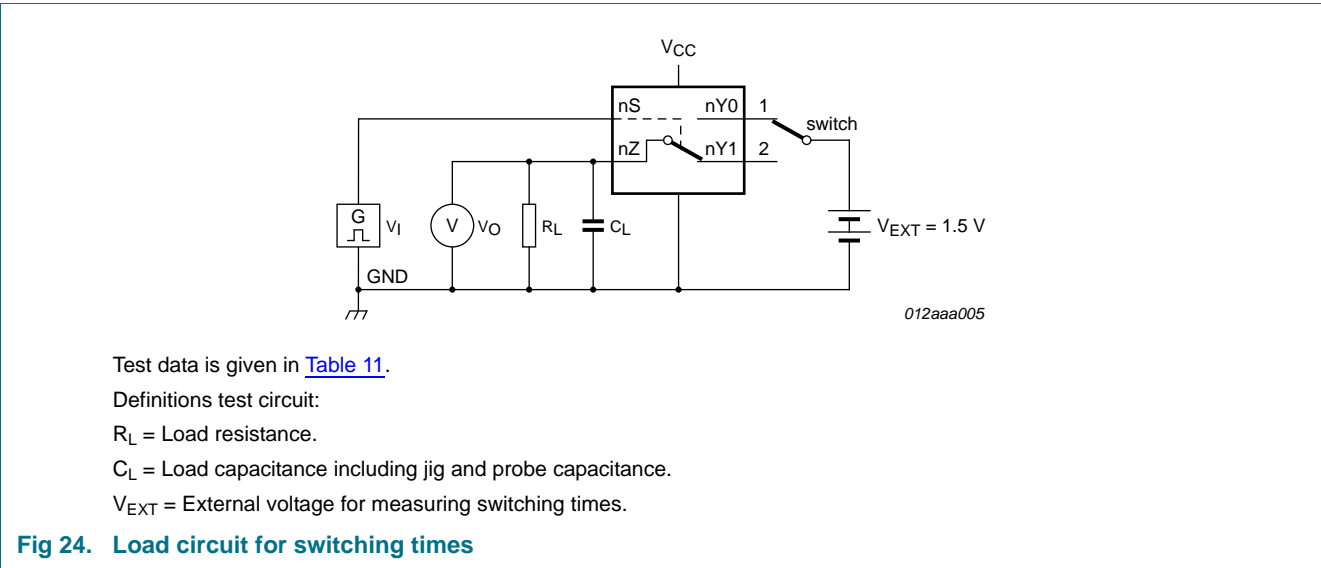 VCC
nS nY0 1
switch
nZ nY1 2
G VI V VO RL CL VEXT = 1.5 V
GND
012aaa005
Test data is given in Table 11.
Definitions test circuit:
RL = Load resistance.
CL = Load capacitance including jig and probe capacitance.
VEXT = External voltage for measuring switching times.
Fig 24. Load circuit for switching times